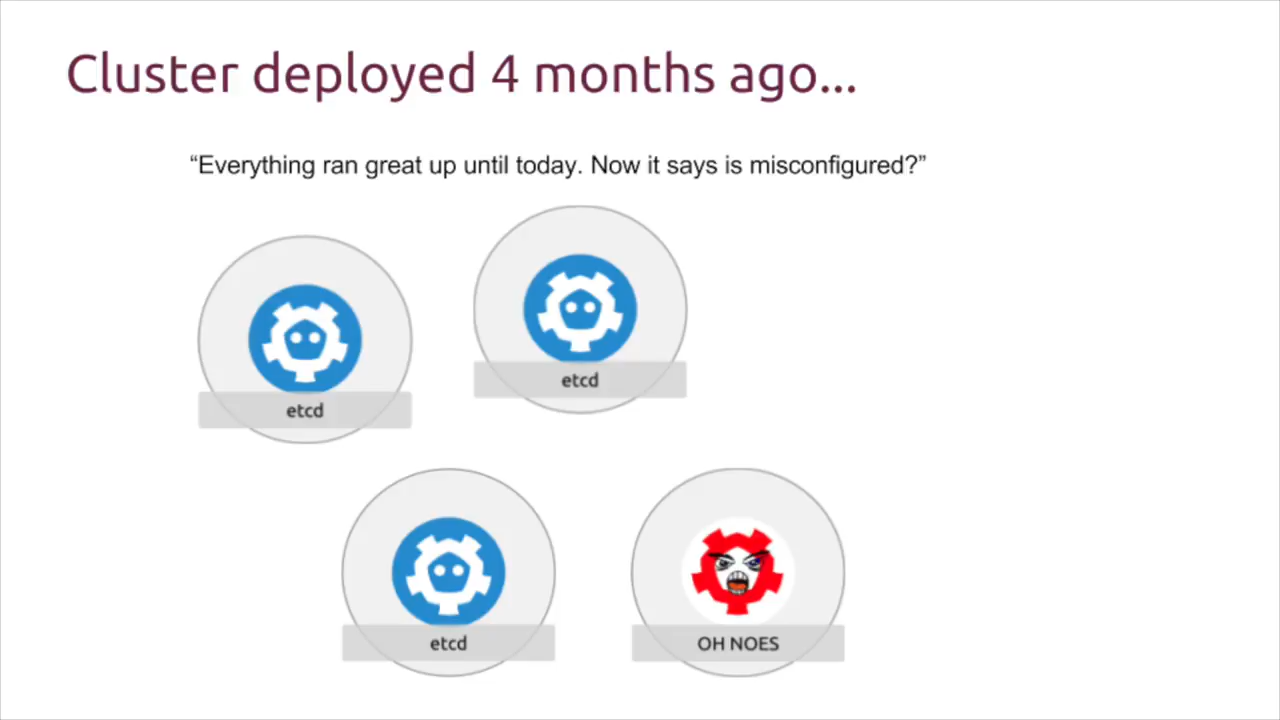 Cluster deployed 4 months ago...
“Everything ran great up until today. Now it says is misconfigured?”
etcd
etcd
etcd
OH NOES